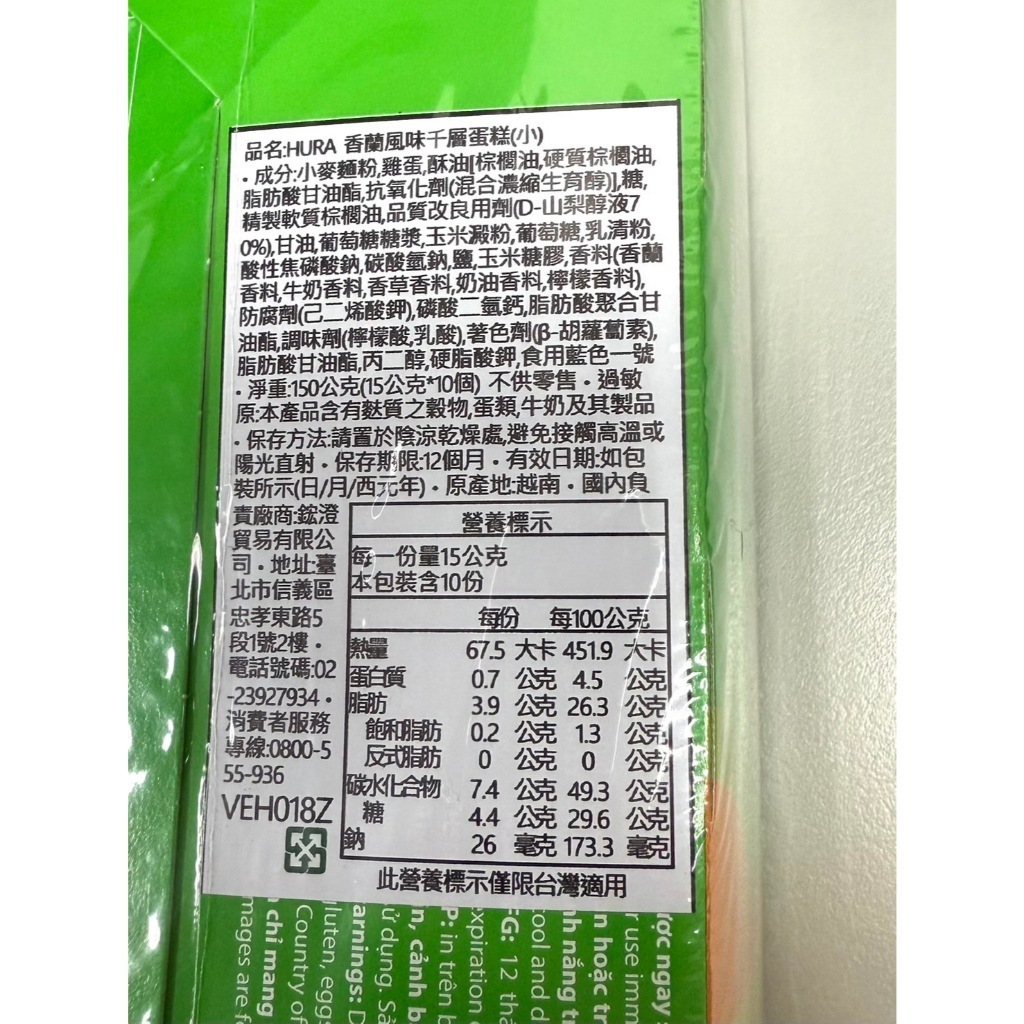 品名:HURA 香蘭風味千層蛋糕(小)
・成分:小麥麵粉,雞蛋,酥油[棕櫚油,硬質棕櫚油,
脂肪酸甘油酯,抗氧化劑(混合濃縮生育醇)],糖,
精製軟質棕櫚油,品質改良用劑(D-山梨醇液7
0%),甘油,葡萄糖糖漿,玉米澱粉,葡萄糖,乳清粉,
酸性焦磷酸鈉,碳酸氫鈉,鹽,玉米糖膠,香料(香蘭
香料,牛奶香料,香草香料,奶油香料,檸檬香料),
防腐劑(己二烯酸鉀),磷酸二氫鈣,脂肪酸聚合甘
油酯,調味劑(檸檬酸,乳酸),著色劑(β-胡蘿蔔素),
脂肪酸甘油酯,丙二醇,硬脂酸鉀,食用藍色一號
・淨重:150公克(15公克*10個) 不供零售・過敏
原:本產品含有麩質之穀物,蛋類,牛奶及其製品
・保存方法:請置於陰涼乾燥處,避免接觸高溫或
陽光直射・保存期限:12個月・有效日期:如包
裝所示(日/月/西元年)・原產地:越南・國內負
責廠商:鋐澄
貿易有限公
司・地址:臺
北市信義區
忠孝東路5
段1號2樓・
電話號碼:02
-23927934・
消費者服務
專線:0800-5
55-936
VEH018Z
營養標示
每一份量15公克
本包裝含10份
每份 每100公克
熱量 67.5 大卡 451.9 大卡
蛋白質 0.7 公克 4.5 公克
脂肪 3.9 公克 26.3 公克
飽和脂肪 0.2 公克 1.3 公克
反式脂肪 0 公克 0 公克
碳水化合物 7.4 公克 49.3 公克
糖 4.4 公克 29.6 公克
鈉 26 毫克 173.3 毫克
此營養標示僅限台灣適用
ngay
r use
n hoặc
nh nắng
cool and
G: 12
P: in trên
n, cảnh
ử dụng.
arnings:
luten,
Country of
chỉ mang
mages are